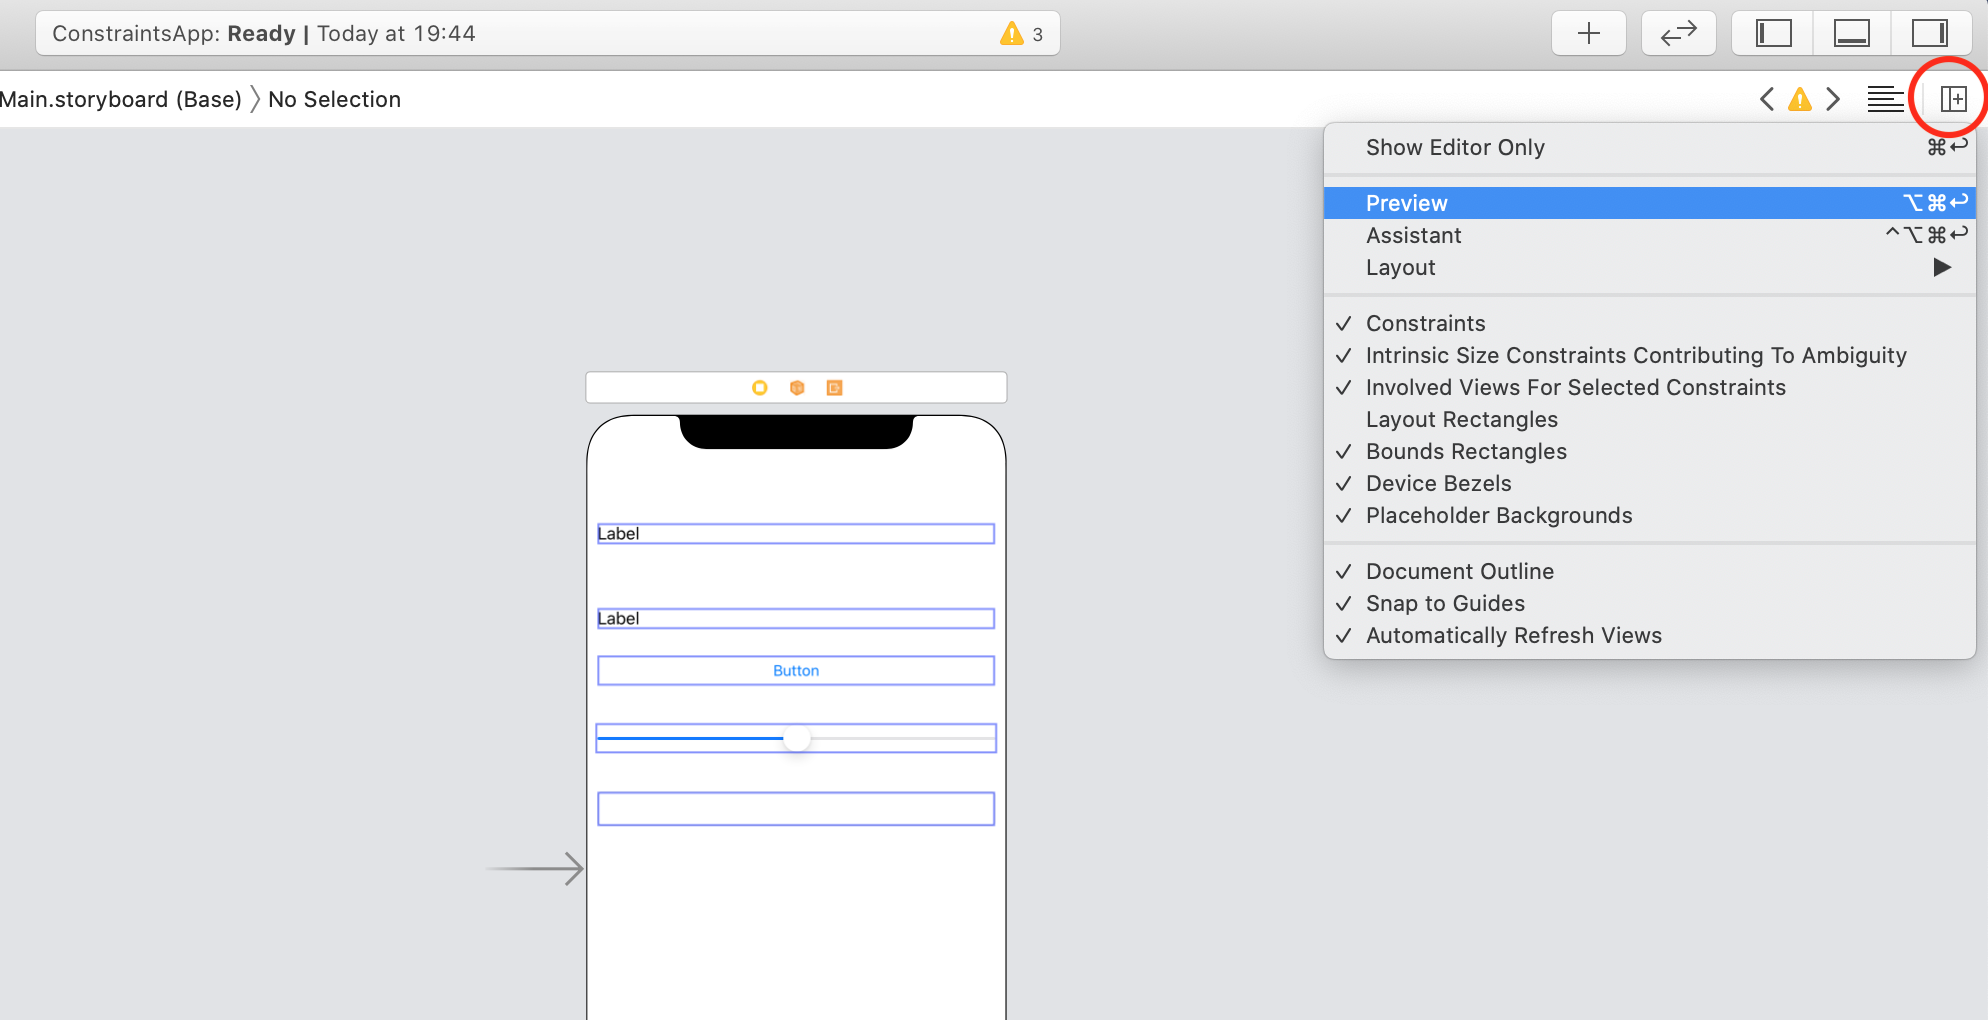 ConstraintsApp: Ready | Today at 19:44 3
Main.storyboard (Base) 〉 No Selection
Show Editor Only ⌘↩
Preview ⌥⌘↩
Assistant ^⌥⌘↩
Layout ▶
✓ Constraints
✓ Intrinsic Size Constraints Contributing To Ambiguity
✓ Involved Views For Selected Constraints
Layout Rectangles
✓ Bounds Rectangles
✓ Device Bezels
✓ Placeholder Backgrounds
✓ Document Outline
✓ Snap to Guides
✓ Automatically Refresh Views
Label
Label
Button